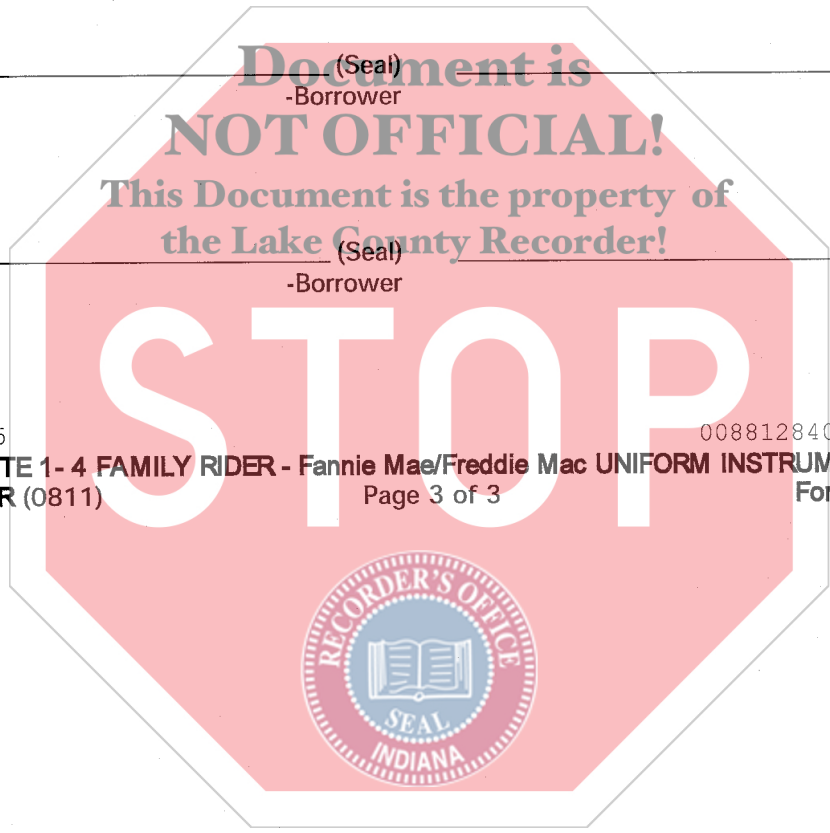 Document is
(Seal)
-Borrower
NOT OFFICIAL!
This Document is the property of
the Lake County Recorder!
(Seal)
-Borrower
STOP
008812840
TE 1- 4 FAMILY RIDER - Fannie Mae/Freddie Mac UNIFORM INSTRUM
R (0811) Page 3 of 3 For
RECORDER'S OFFICE
SEAL
INDIANA